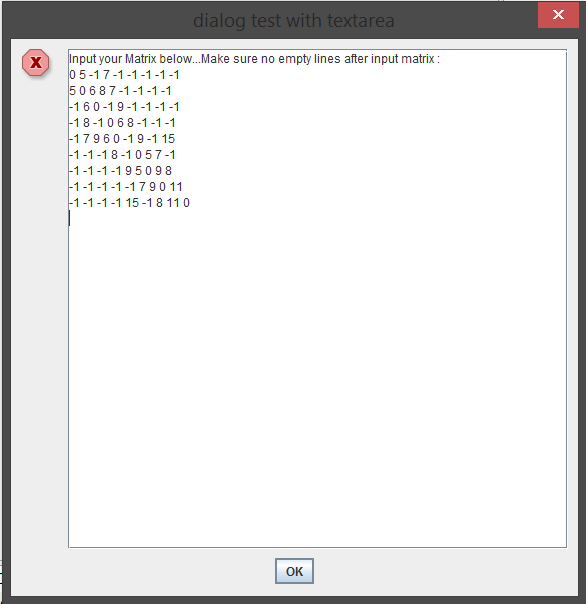 dialog test with textarea
Input your Matrix below...Make sure no empty lines after input matrix :
0 5 -1 7 -1 -1 -1 -1 -1
5 0 6 8 7 -1 -1 -1 -1
-1 6 0 -1 9 -1 -1 -1 -1
-1 8 -1 0 6 8 -1 -1 -1
-1 7 9 6 0 -1 9 -1 15
-1 -1 -1 8 -1 0 5 7 -1
-1 -1 -1 -1 9 5 0 9 8
-1 -1 -1 -1 -1 7 9 0 11
-1 -1 -1 -1 15 -1 8 11 0
OK